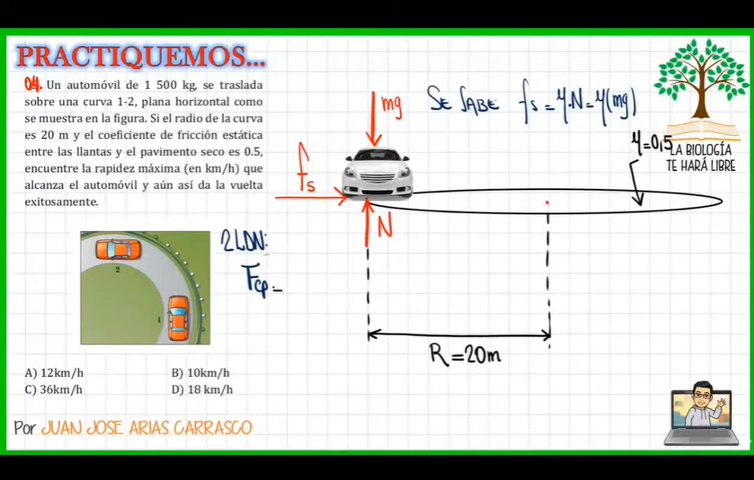 PRACTIQUEMOS...
04. Un automóvil de 1 500 kg, se traslada
sobre una curva 1-2, plana horizontal como
se muestra en la figura. Si el radio de la curva
es 20 m y el coeficiente de fricción estática
entre las llantas y el pavimento seco es 0.5,
encuentre la rapidez máxima (en km/h) que
alcanza el automóvil y aún así da la vuelta
exitosamente.
2
1
A) 12km/h
B) 10km/h
C) 36km/h
D) 18 km/h
Por JUAN JOSE ARIAS CARRASCO
2LDN:
Fcp=
mg
SE SABE fs = μ.N = μ(mg)
fs
N
μ=0,5
R=20m
LA BIOLOGÍA
TE HARÁ LIBRE